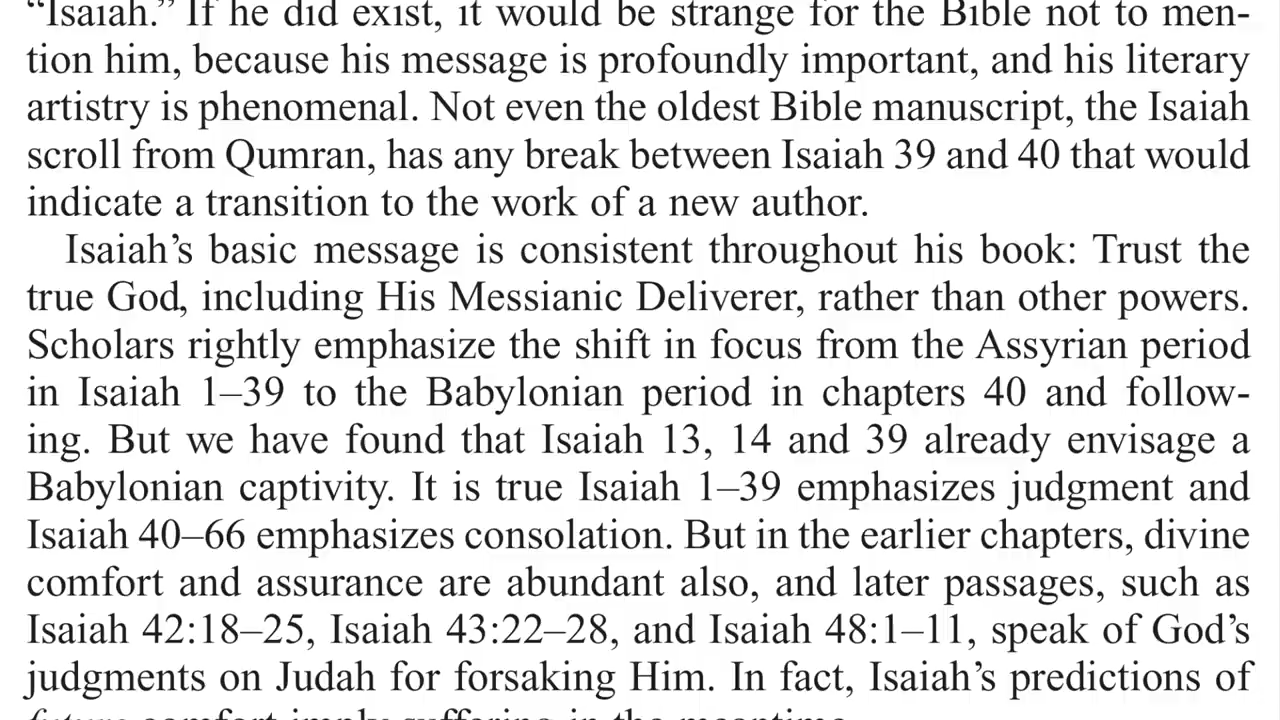 “Isaiah.” If he did exist, it would be strange for the Bible not to men-
tion him, because his message is profoundly important, and his literary
artistry is phenomenal. Not even the oldest Bible manuscript, the Isaiah
scroll from Qumran, has any break between Isaiah 39 and 40 that would
indicate a transition to the work of a new author.
Isaiah’s basic message is consistent throughout his book: Trust the
true God, including His Messianic Deliverer, rather than other powers.
Scholars rightly emphasize the shift in focus from the Assyrian period
in Isaiah 1–39 to the Babylonian period in chapters 40 and follow-
ing. But we have found that Isaiah 13, 14 and 39 already envisage a
Babylonian captivity. It is true Isaiah 1–39 emphasizes judgment and
Isaiah 40–66 emphasizes consolation. But in the earlier chapters, divine
comfort and assurance are abundant also, and later passages, such as
Isaiah 42:18–25, Isaiah 43:22–28, and Isaiah 48:1–11, speak of God’s
judgments on Judah for forsaking Him. In fact, Isaiah’s predictions of
future comfort imply suffering in the meantime.